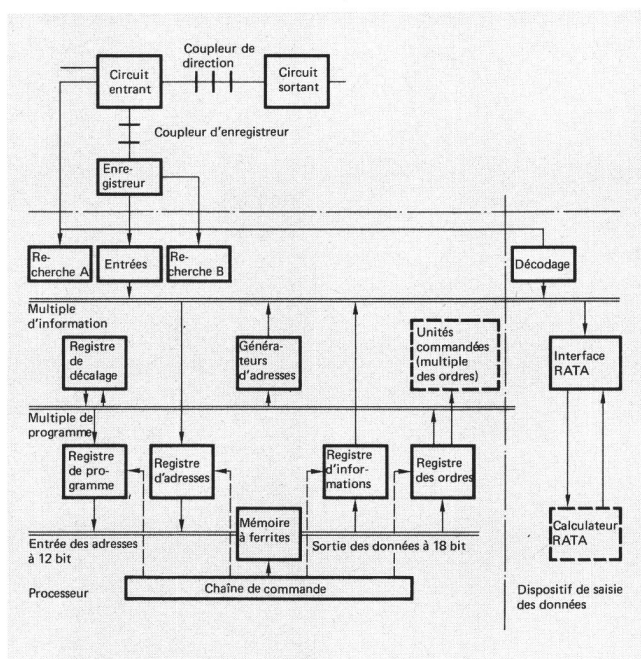 Coupleur de
direction
Circuit
entrant
Circuit
sortant
Coupleur d'enregistreur
Enre-
gistreur
Re-
cherche A
Entrées
Re-
cherche B
Décodage
Multiple
d'information
Registre
de
décalage
Généra-
teurs
d'adresses
Unités
commandées
(multiple
des ordres)
Interface
RATA
Multiple de
programme
Registre
de pro-
gramme
Registre
d'adresses
Registre
d'infor-
mations
Registre
des ordres
Mémoire
à ferrites
Calculateur
RATA
Entrée des adresses
à 12 bit
Sortie des données à 18 bit
Chaîne de commande
Processeur
Dispositif de saisie
des données